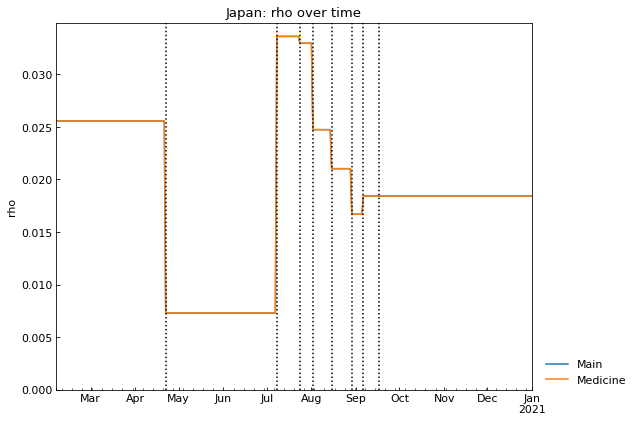 Japan: rho over time
rho
0.030
0.025
0.020
0.015
0.010
0.005
0.000
Mar Apr May Jun Jul Aug Sep Oct Nov Dec Jan
2021
Main
Medicine